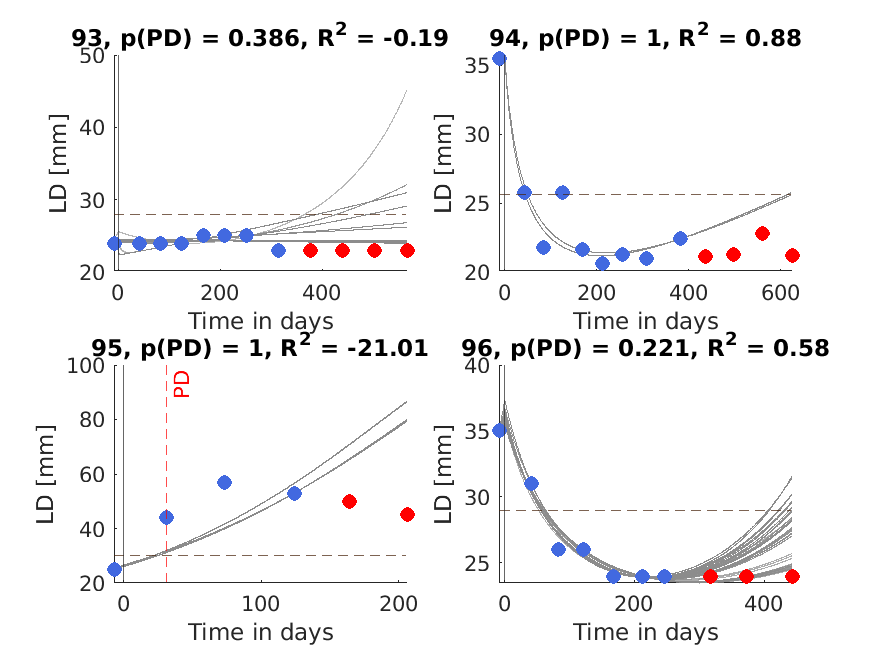 93, p(PD) = 0.386, R² = -0.19
50
40
30
20
LD [mm]
0
200
400
Time in days
94, p(PD) = 1, R² = 0.88
35
30
25
20
LD [mm]
0
200
400
600
Time in days
95, p(PD) = 1, R² = -21.01
100
80
60
40
20
LD [mm]
PD
0
100
200
Time in days
96, p(PD) = 0.221, R² = 0.58
40
35
30
25
LD [mm]
0
200
400
Time in days